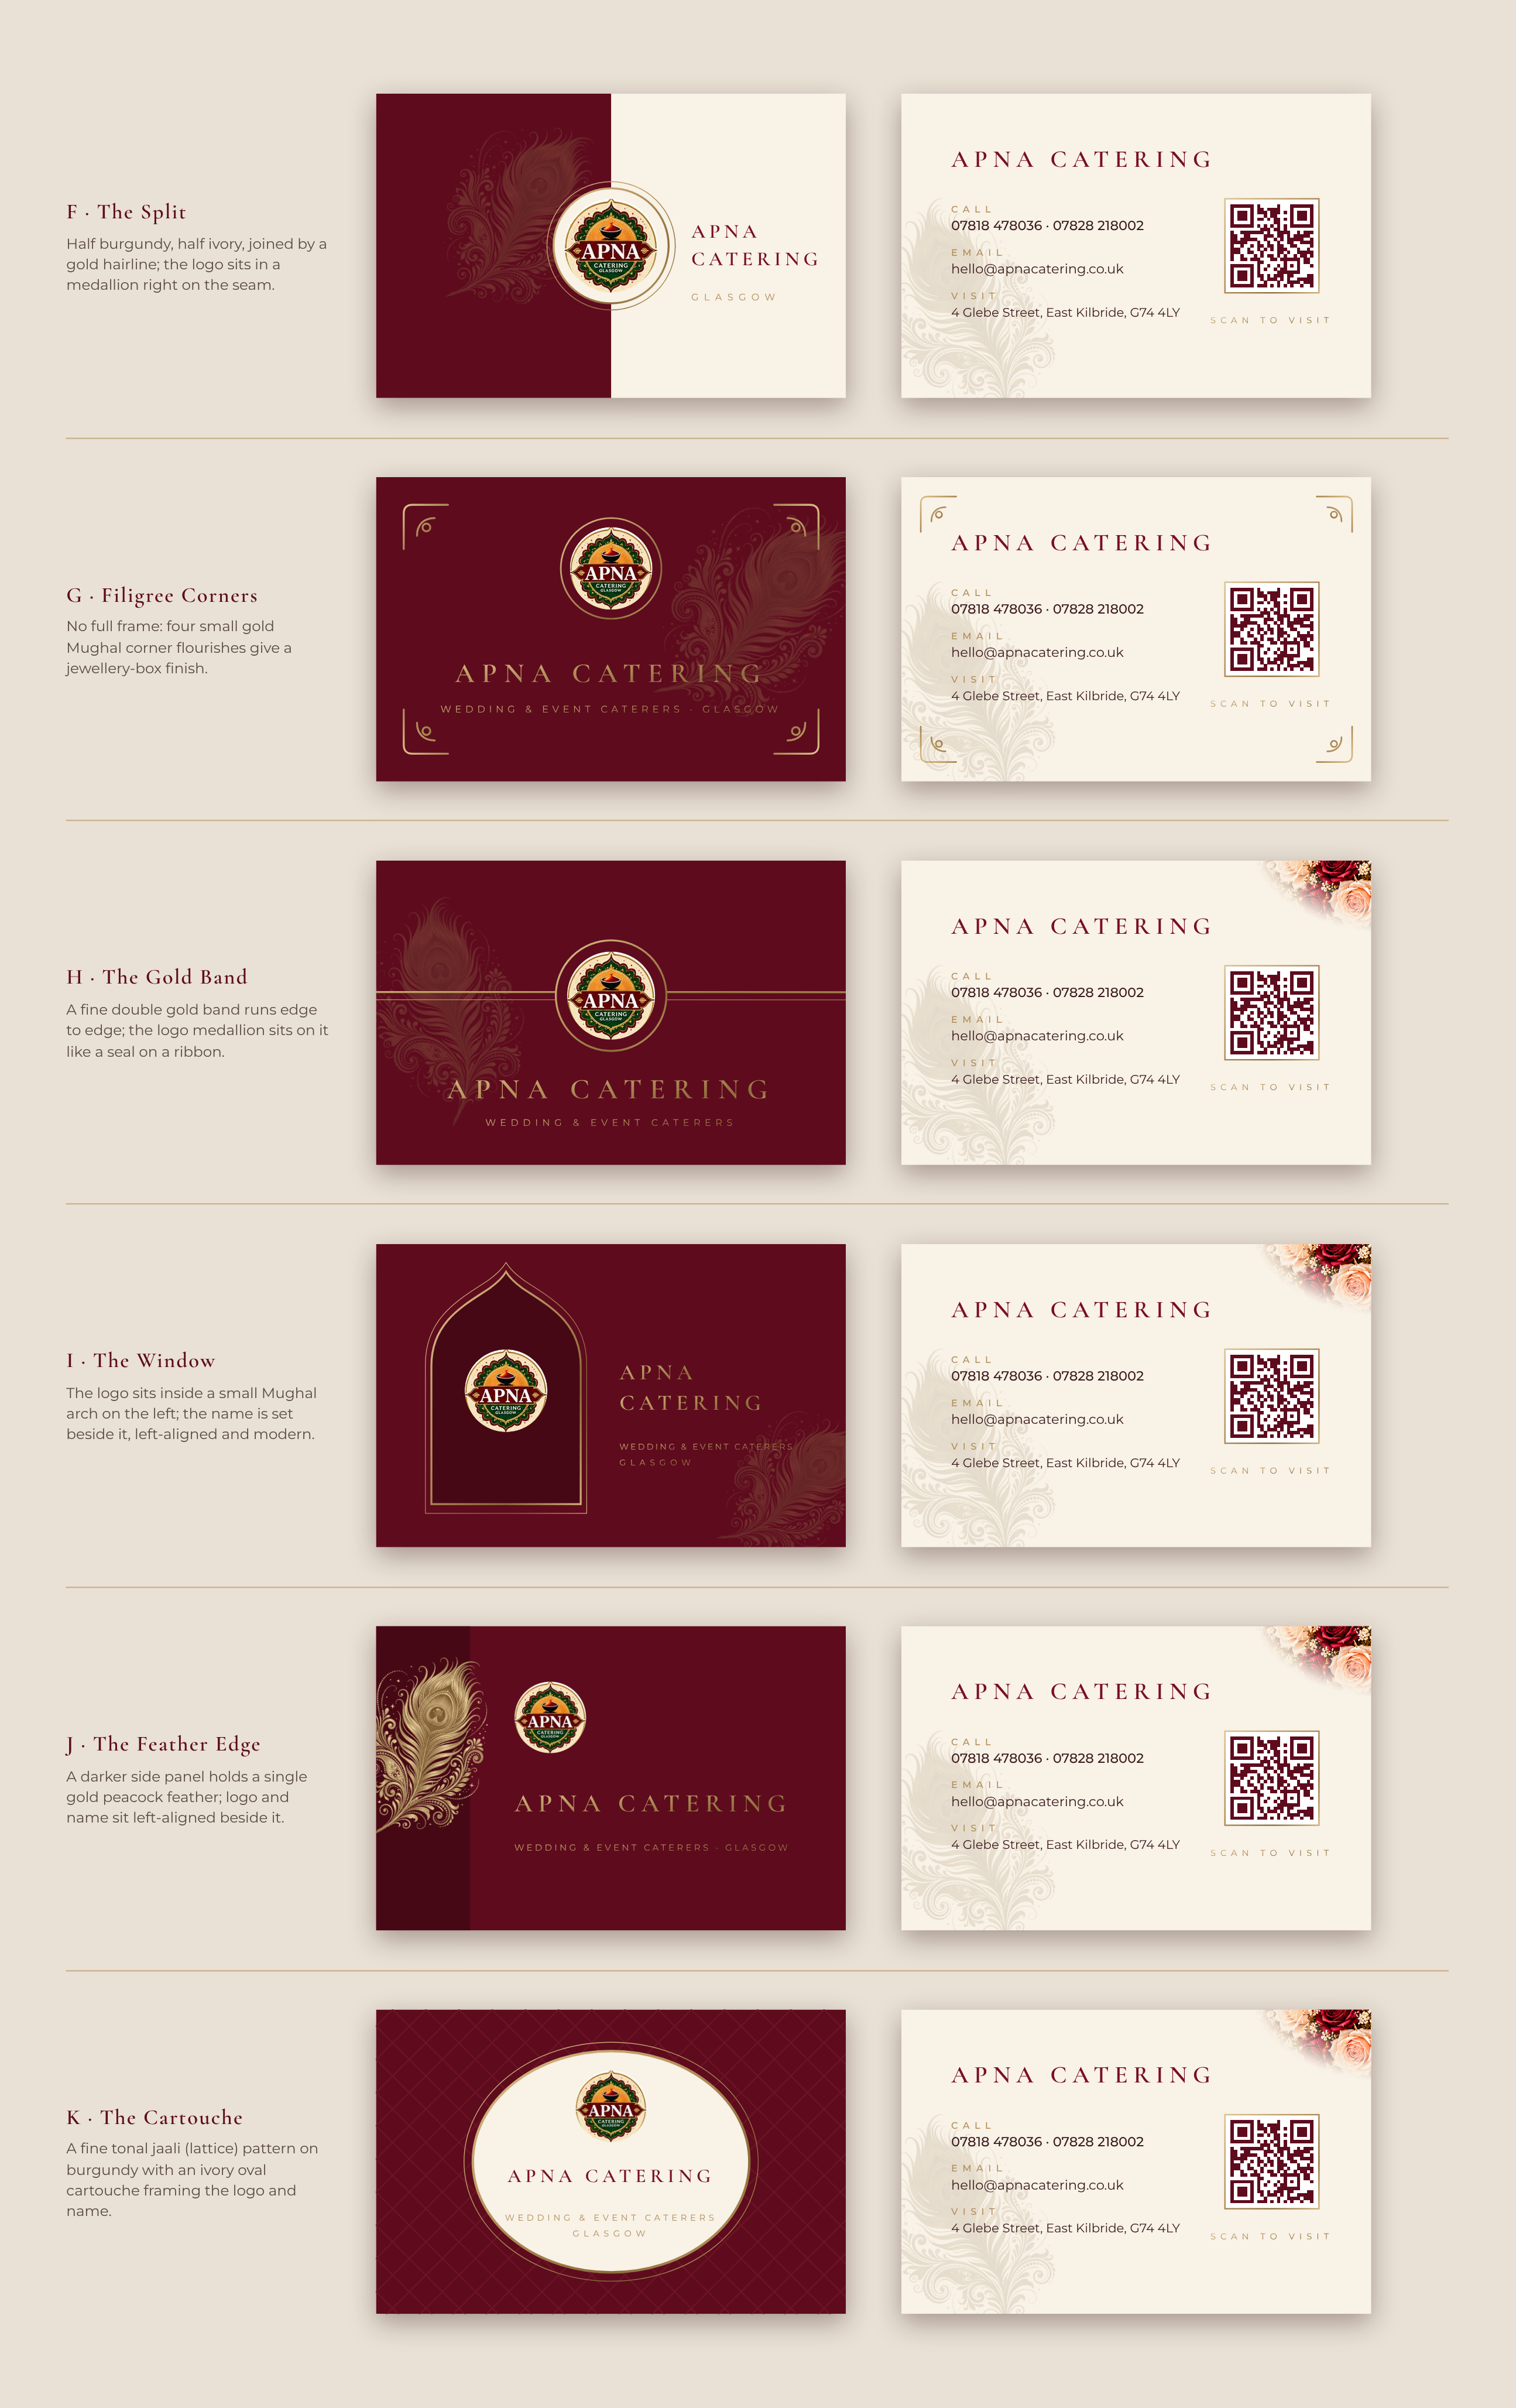 F · The Split
Half burgundy, half ivory, joined by a
gold hairline; the logo sits in a
medallion right on the seam.
APNA
CATERING
GLASGOW
APNA
CATERING
GLASGOW
APNA CATERING
CALL
07818 478036 · 07828 218002
EMAIL
hello@apnacatering.co.uk
VISIT
4 Glebe Street, East Kilbride, G74 4LY
SCAN TO VISIT
G · Filigree Corners
No full frame: four small gold
Mughal corner flourishes give a
jewellery-box finish.
APNA
CATERING
GLASGOW
APNA CATERING
WEDDING & EVENT CATERERS · GLASGOW
APNA CATERING
CALL
07818 478036 · 07828 218002
EMAIL
hello@apnacatering.co.uk
VISIT
4 Glebe Street, East Kilbride, G74 4LY
SCAN TO VISIT
H · The Gold Band
A fine double gold band runs edge
to edge; the logo medallion sits on it
like a seal on a ribbon.
APNA
CATERING
GLASGOW
APNA CATERING
WEDDING & EVENT CATERERS
APNA CATERING
CALL
07818 478036 · 07828 218002
EMAIL
hello@apnacatering.co.uk
VISIT
4 Glebe Street, East Kilbride, G74 4LY
SCAN TO VISIT
I · The Window
The logo sits inside a small Mughal
arch on the left; the name is set
beside it, left-aligned and modern.
APNA
CATERING
GLASGOW
APNA
CATERING
WEDDING & EVENT CATERERS
GLASGOW
APNA CATERING
CALL
07818 478036 · 07828 218002
EMAIL
hello@apnacatering.co.uk
VISIT
4 Glebe Street, East Kilbride, G74 4LY
SCAN TO VISIT
J · The Feather Edge
A darker side panel holds a single
gold peacock feather; logo and
name sit left-aligned beside it.
APNA
CATERING
GLASGOW
APNA CATERING
WEDDING & EVENT CATERERS · GLASGOW
APNA CATERING
CALL
07818 478036 · 07828 218002
EMAIL
hello@apnacatering.co.uk
VISIT
4 Glebe Street, East Kilbride, G74 4LY
SCAN TO VISIT
K · The Cartouche
A fine tonal jaali (lattice) pattern on
burgundy with an ivory oval
cartouche framing the logo and
name.
APNA
CATERING
GLASGOW
APNA CATERING
WEDDING & EVENT CATERERS
GLASGOW
APNA CATERING
CALL
07818 478036 · 07828 218002
EMAIL
hello@apnacatering.co.uk
VISIT
4 Glebe Street, East Kilbride, G74 4LY
SCAN TO VISIT